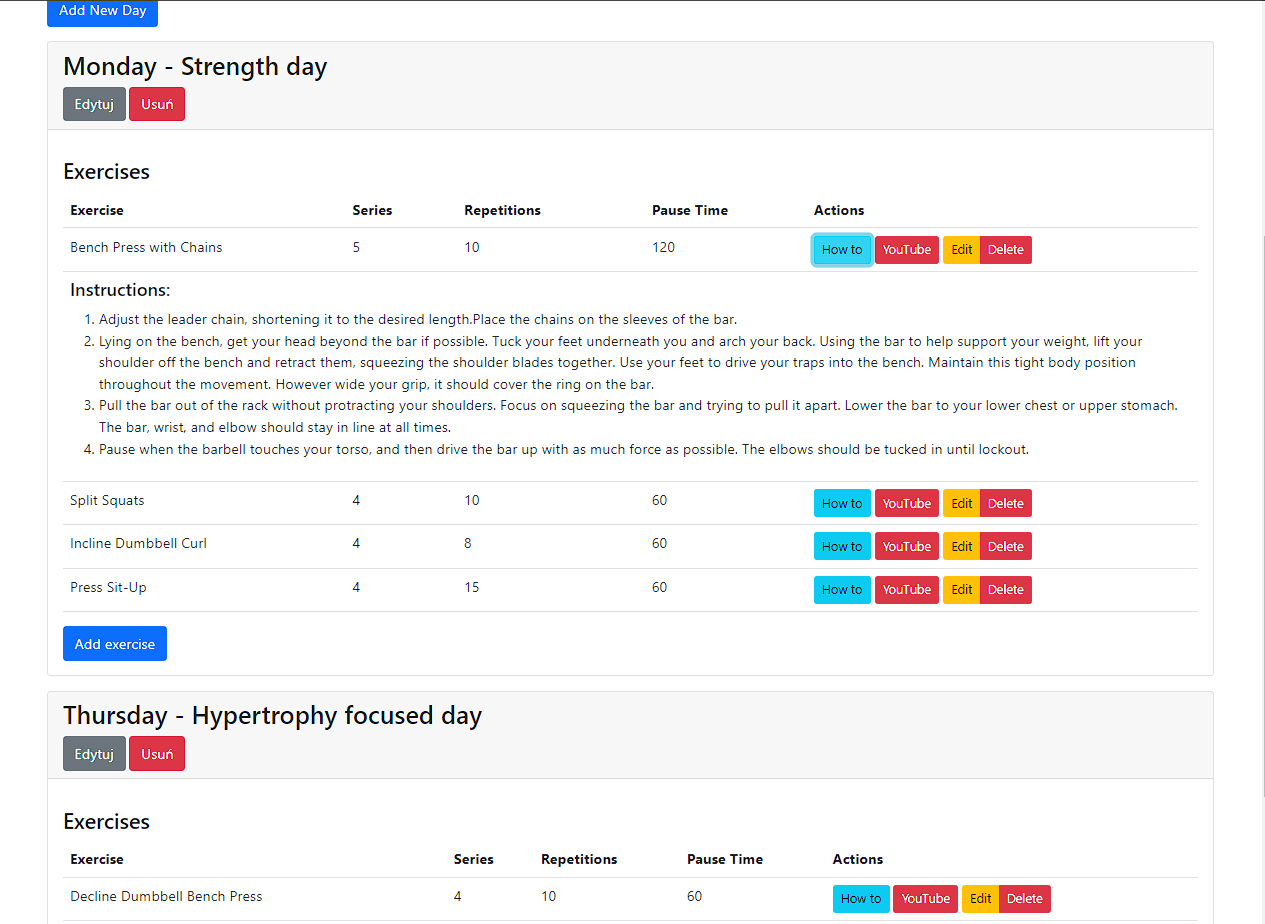 Add New Day
Monday - Strength day
Edytuj Usuń
Exercises
Exercise Series Repetitions Pause Time Actions
Bench Press with Chains 5 10 120 How to YouTube Edit Delete
Instructions:
1. Adjust the leader chain, shortening it to the desired length.Place the chains on the sleeves of the bar.
2. Lying on the bench, get your head beyond the bar if possible. Tuck your feet underneath you and arch your back. Using the bar to help support your weight, lift your
shoulder off the bench and retract them, squeezing the shoulder blades together. Use your feet to drive your traps into the bench. Maintain this tight body position
throughout the movement. However wide your grip, it should cover the ring on the bar.
3. Pull the bar out of the rack without protracting your shoulders. Focus on squeezing the bar and trying to pull it apart. Lower the bar to your lower chest or upper stomach.
The bar, wrist, and elbow should stay in line at all times.
4. Pause when the barbell touches your torso, and then drive the bar up with as much force as possible. The elbows should be tucked in until lockout.
Split Squats 4 10 60 How to YouTube Edit Delete
Incline Dumbbell Curl 4 8 60 How to YouTube Edit Delete
Press Sit-Up 4 15 60 How to YouTube Edit Delete
Add exercise
Thursday - Hypertrophy focused day
Edytuj Usuń
Exercises
Exercise Series Repetitions Pause Time Actions
Decline Dumbbell Bench Press 4 10 60 How to YouTube Edit Delete